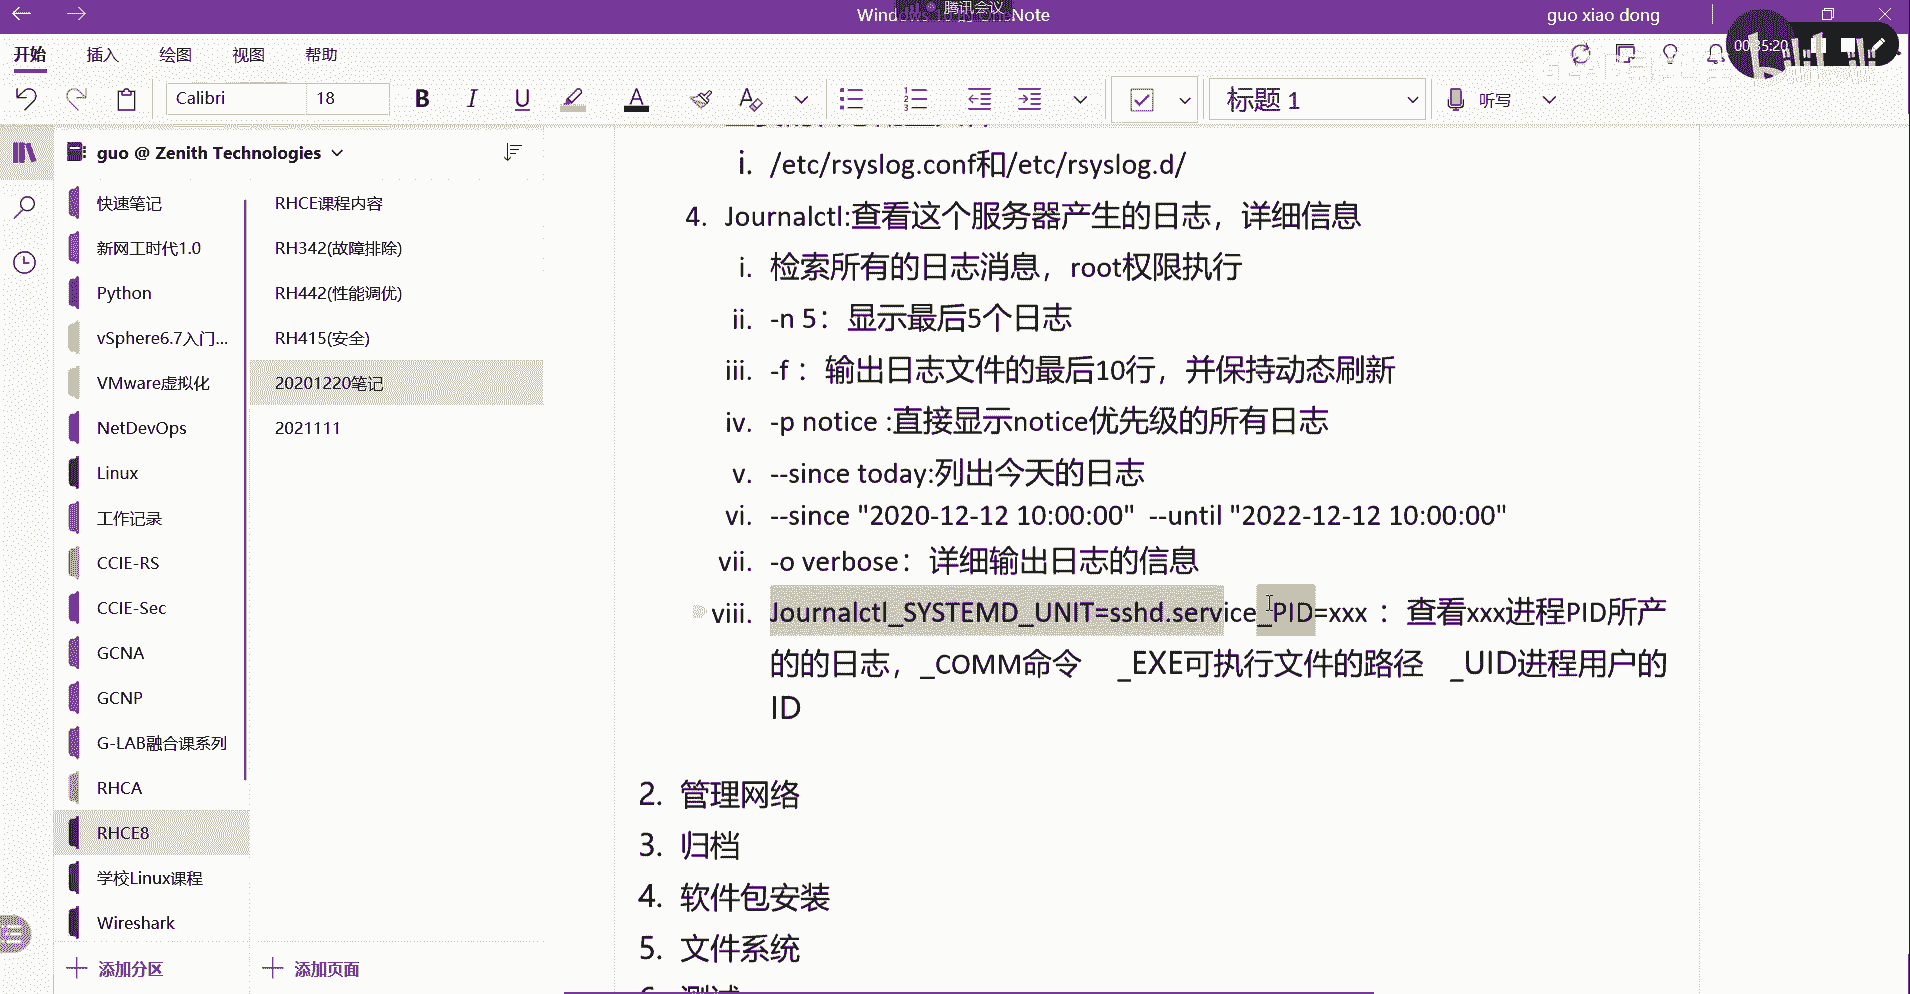 腾讯会议
guo xiao dong
开始 插入 绘图 视图 帮助
00:35:20
Calibri 18
标题 1
听写
guo @ Zenith Technologies
快速笔记
新网工时代1.0
Python
vSphere6.7入门...
VMware虚拟化
NetDevOps
Linux
工作记录
CCIE-RS
CCIE-Sec
GCNA
GCNP
G-LAB融合课系列
RHCA
RHCE8
学校Linux课程
Wireshark
添加分区
RHCE课程内容
RH342(故障排除)
RH442(性能调优)
RH415(安全)
20201220笔记
2021111
添加页面
i. /etc/rsyslog.conf和/etc/rsyslog.d/
4. Journalctl:查看这个服务器产生的日志，详细信息
i. 检索所有的日志消息，root权限执行
ii. -n 5：显示最后5个日志
iii. -f ：输出日志文件的最后10行，并保持动态刷新
iv. -p notice :直接显示notice优先级的所有日志
v. --since today:列出今天的日志
vi. --since "2020-12-12 10:00:00" --until "2022-12-12 10:00:00"
vii. -o verbose：详细输出日志的信息
viii. Journalctl_SYSTEMD_UNIT=sshd.service_PID=xxx ：查看xxx进程PID所产
的的日志，_COMM命令 _EXE可执行文件的路径 _UID进程用户的
ID
2. 管理网络
3. 归档
4. 软件包安装
5. 文件系统